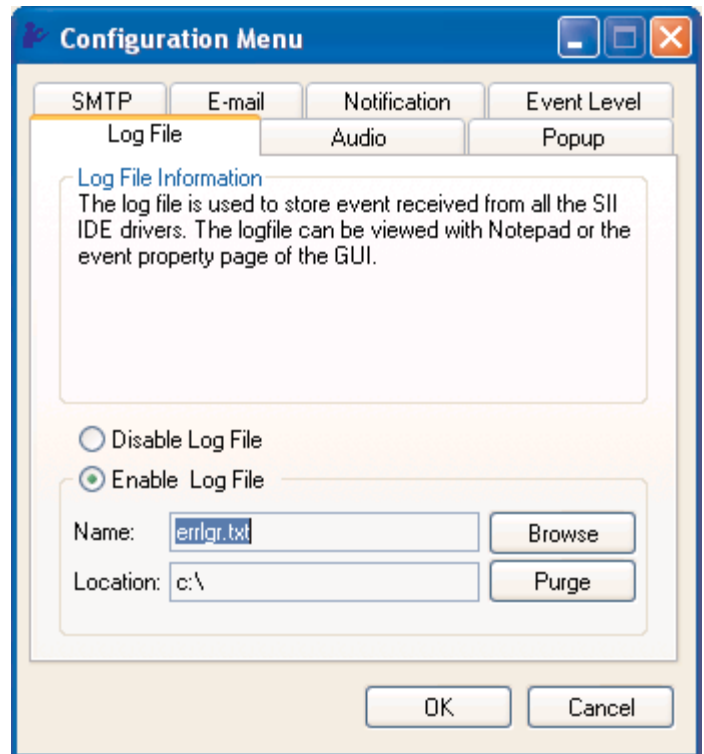 Configuration Menu
SMTP
E-mail
Notification
Event Level
Log File
Audio
Popup
Log File Information
The log file is used to store event received from all the SII
IDE drivers. The logfile can be viewed with Notepad or the
event property page of the GUI.
Disable Log File
Enable Log File
Name: errlgr.txt Browse
Location: c:\ Purge
OK
Cancel